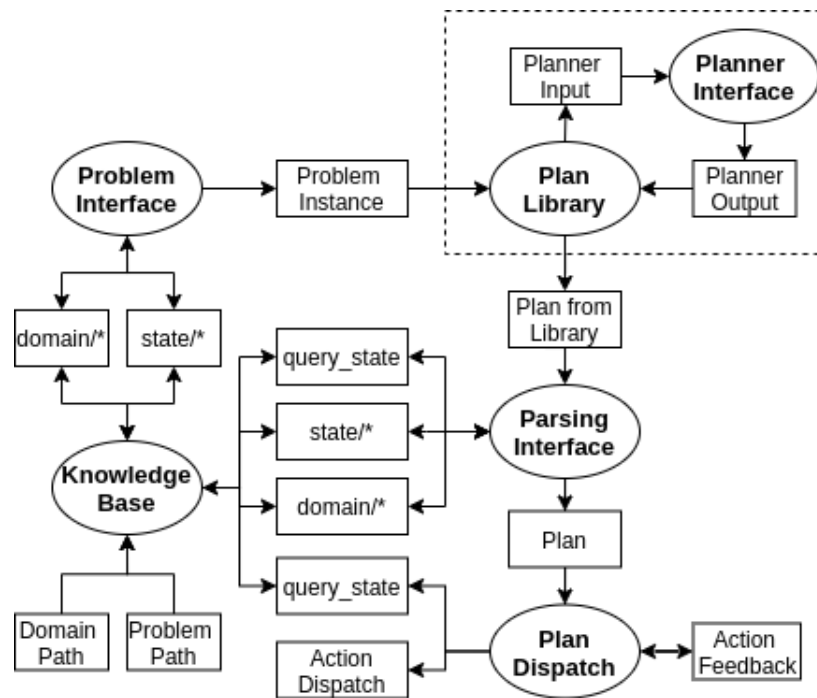 Planner
Input
Planner
Interface
Problem
Interface
Problem
Instance
Plan
Library
Planner
Output
domain/*
state/*
Plan from
Library
query_state
state/*
Parsing
Interface
Knowledge
Base
domain/*
Plan
query_state
Domain
Path
Problem
Path
Action
Dispatch
Plan
Dispatch
Action
Feedback